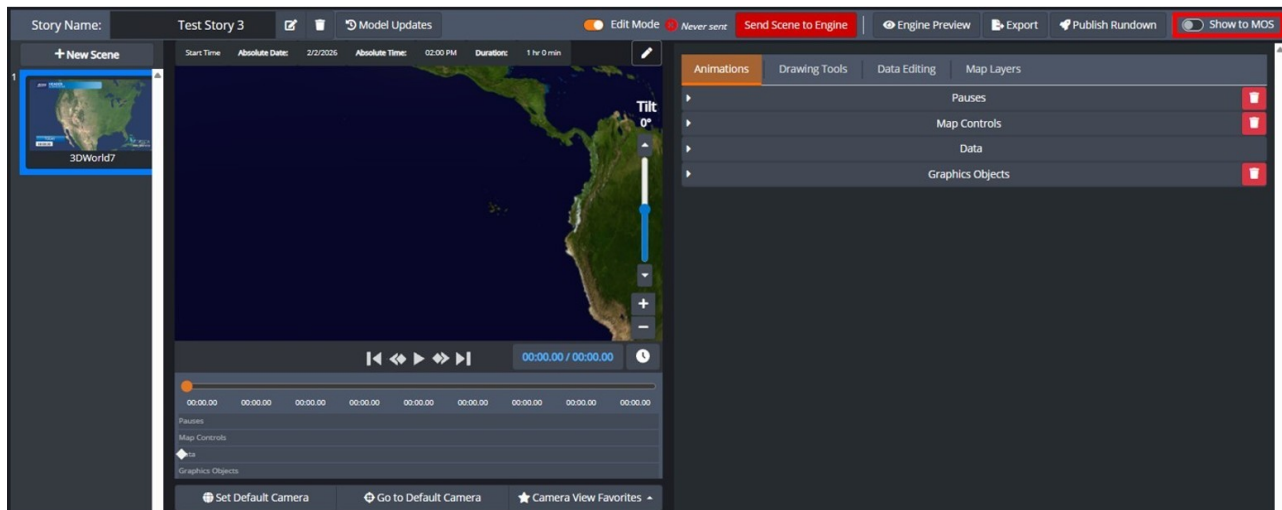 Story Name:
Test Story 3
Model Updates
Edit Mode
Never sent
Send Scene to Engine
Engine Preview
Export
Publish Rundown
Show to MOS
New Scene
1
3DWorld7
Start Time Absolute Date: 2/2/2026 Absolute Time: 02:00 PM Duration: 1 hr 0 min
Tilt
0°
00:00.00 / 00:00.00
00:00.00 00:00.00 00:00.00 00:00.00 00:00.00 00:00.00 00:00.00 00:00.00 00:00.00
Pauses
Map Controls
Graphics Objects
Set Default Camera
Go to Default Camera
Camera View Favorites
Animations
Drawing Tools
Data Editing
Map Layers
Pauses
Map Controls
Data
Graphics Objects